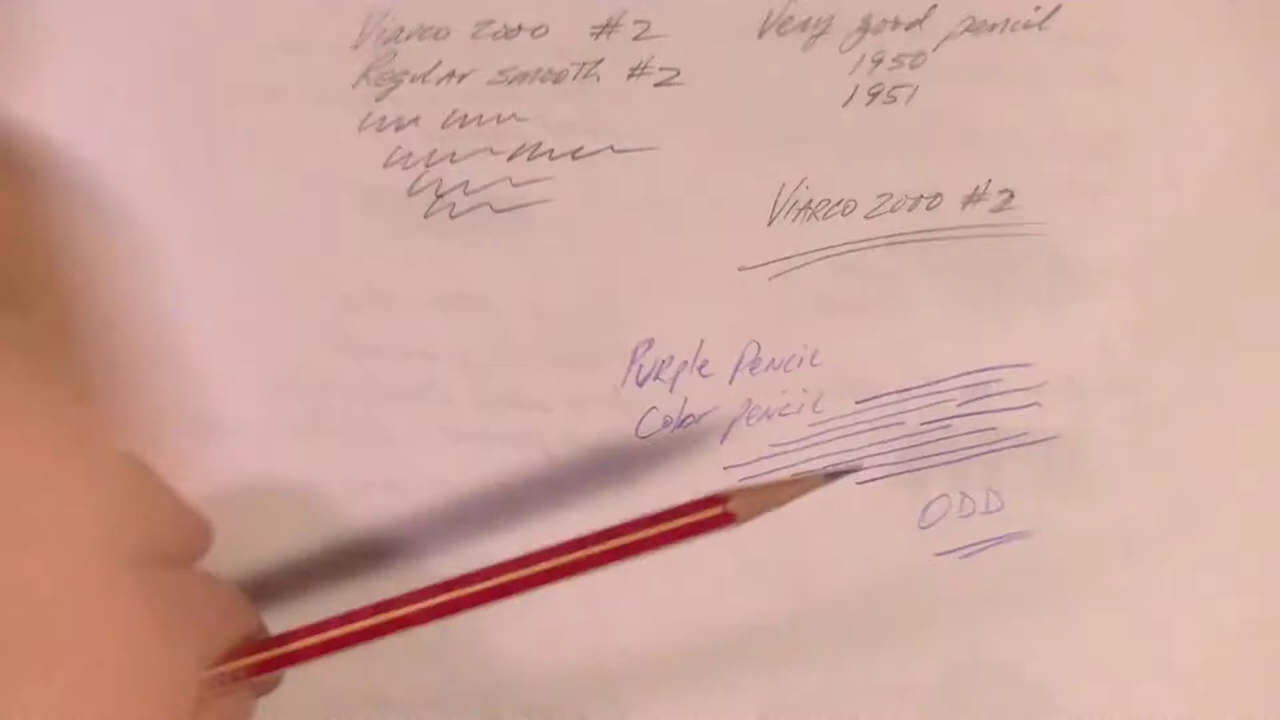 Viarco 2000 #2
Regular smooth #2
Very good pencil
1950
1951
VIARCO 2000 #2
Purple Pencil
Color pencil
ODD